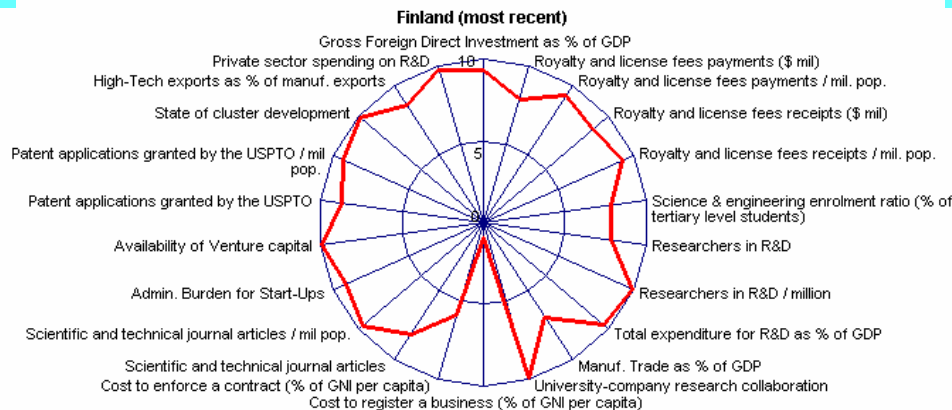 Finland (most recent)
Gross Foreign Direct Investment as % of GDP
Private sector spending on R&D
10
Royalty and license fees payments ($ mil)
High-Tech exports as % of manuf. exports
Royalty and license fees payments / mil. pop.
State of cluster development
Royalty and license fees receipts ($ mil)
Patent applications granted by the USPTO / mil
pop.
5
Royalty and license fees receipts / mil. pop.
Patent applications granted by the USPTO
0
Science & engineering enrolment ratio (% of
tertiary level students)
Availability of Venture capital
Researchers in R&D
Admin. Burden for Start-Ups
Researchers in R&D / million
Scientific and technical journal articles / mil pop.
Total expenditure for R&D as % of GDP
Scientific and technical journal articles
Manuf. Trade as % of GDP
Cost to enforce a contract (% of GNI per capita)
University-company research collaboration
Cost to register a business (% of GNI per capita)